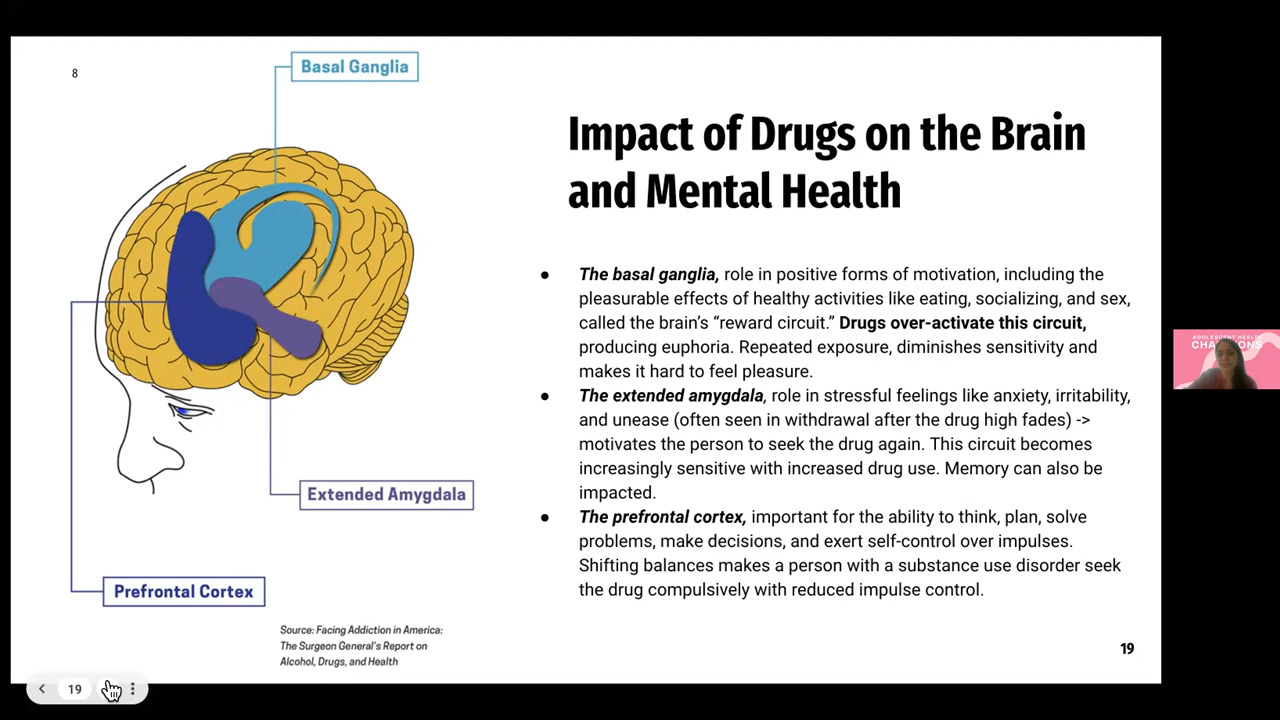 8
Basal Ganglia
Impact of Drugs on the Brain
and Mental Health
● The basal ganglia, role in positive forms of motivation, including the
pleasurable effects of healthy activities like eating, socializing, and sex,
called the brain's “reward circuit.” Drugs over-activate this circuit,
producing euphoria. Repeated exposure, diminishes sensitivity and
makes it hard to feel pleasure.
● The extended amygdala, role in stressful feelings like anxiety, irritability,
and unease (often seen in withdrawal after the drug high fades) ->
motivates the person to seek the drug again. This circuit becomes
increasingly sensitive with increased drug use. Memory can also be
impacted.
● The prefrontal cortex, important for the ability to think, plan, solve
problems, make decisions, and exert self-control over impulses.
Shifting balances makes a person with a substance use disorder seek
the drug compulsively with reduced impulse control.
Extended Amygdala
Prefrontal Cortex
Source: Facing Addiction in America:
The Surgeon General's Report on
Alcohol, Drugs, and Health
19
19
ADOLESCENT HEALTH